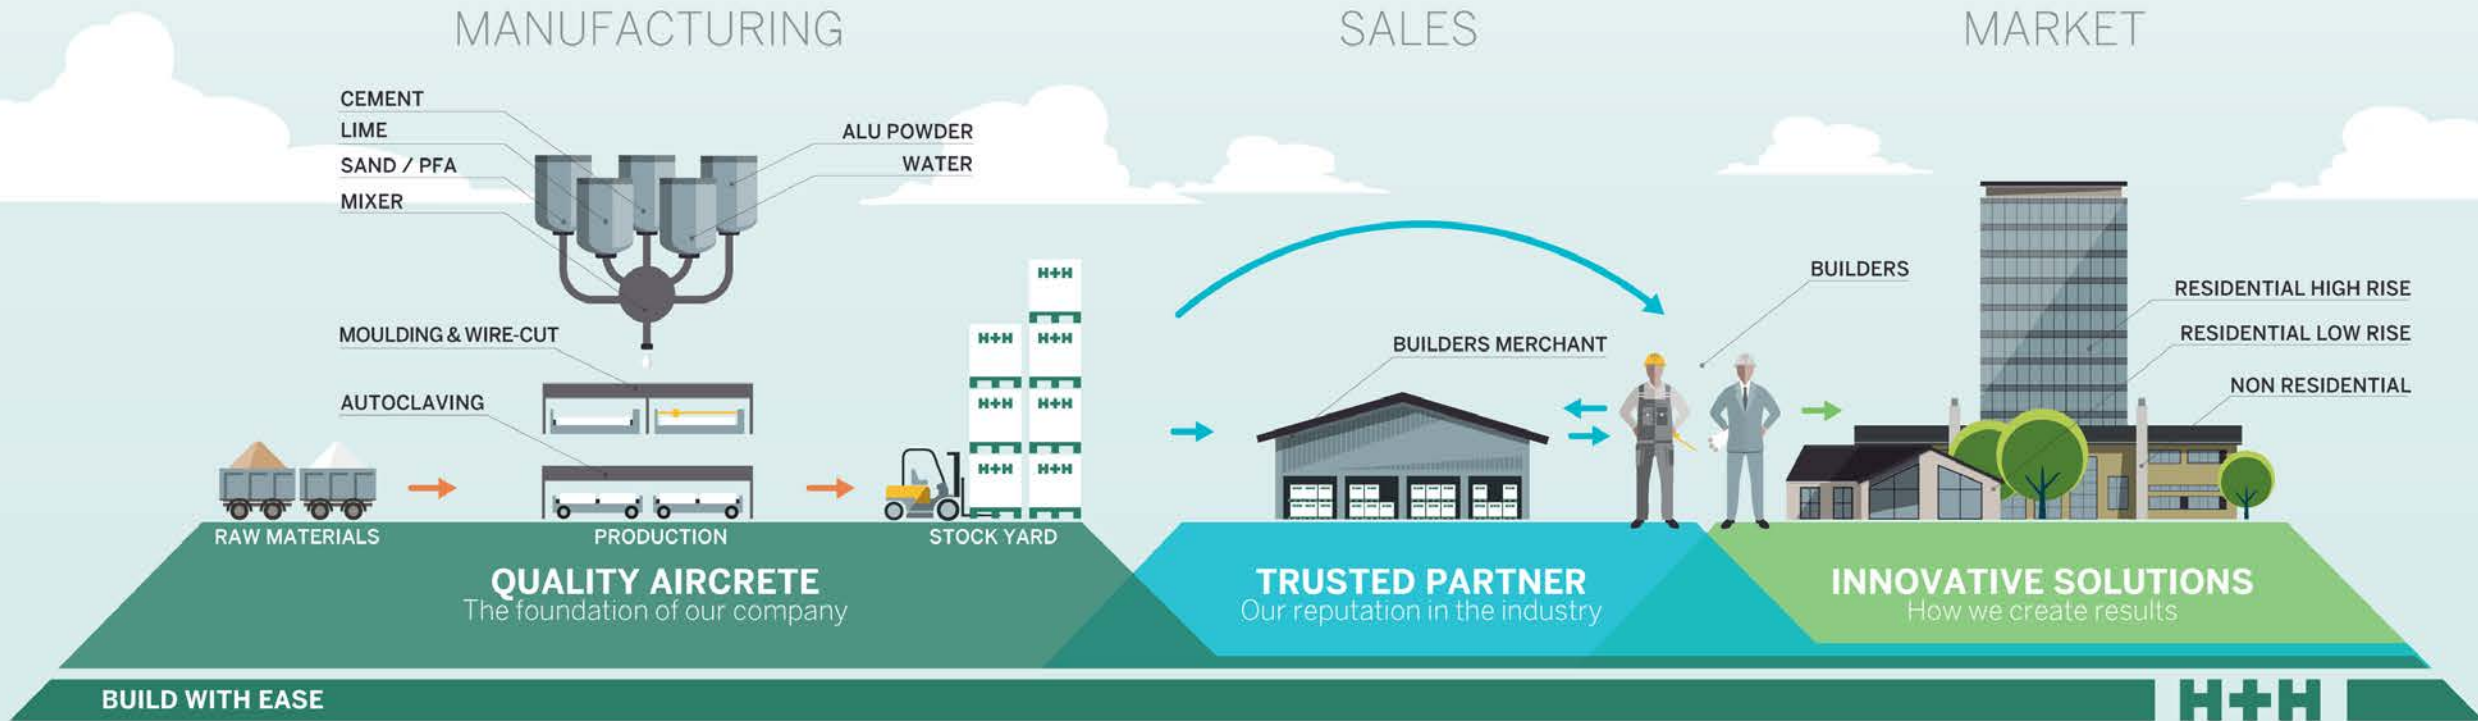 MANUFACTURING
SALES
MARKET
CEMENT
LIME
SAND / PFA
MIXER
ALU POWDER
WATER
MOULDING & WIRE-CUT
AUTOCLAVING
H+H
H+H
H+H
H+H
H+H
H+H
H+H
RAW MATERIALS
PRODUCTION
STOCK YARD
QUALITY AIRCRETE
The foundation of our company
BUILDERS MERCHANT
BUILDERS
TRUSTED PARTNER
Our reputation in the industry
RESIDENTIAL HIGH RISE
RESIDENTIAL LOW RISE
NON RESIDENTIAL
INNOVATIVE SOLUTIONS
How we create results
BUILD WITH EASE
H+H